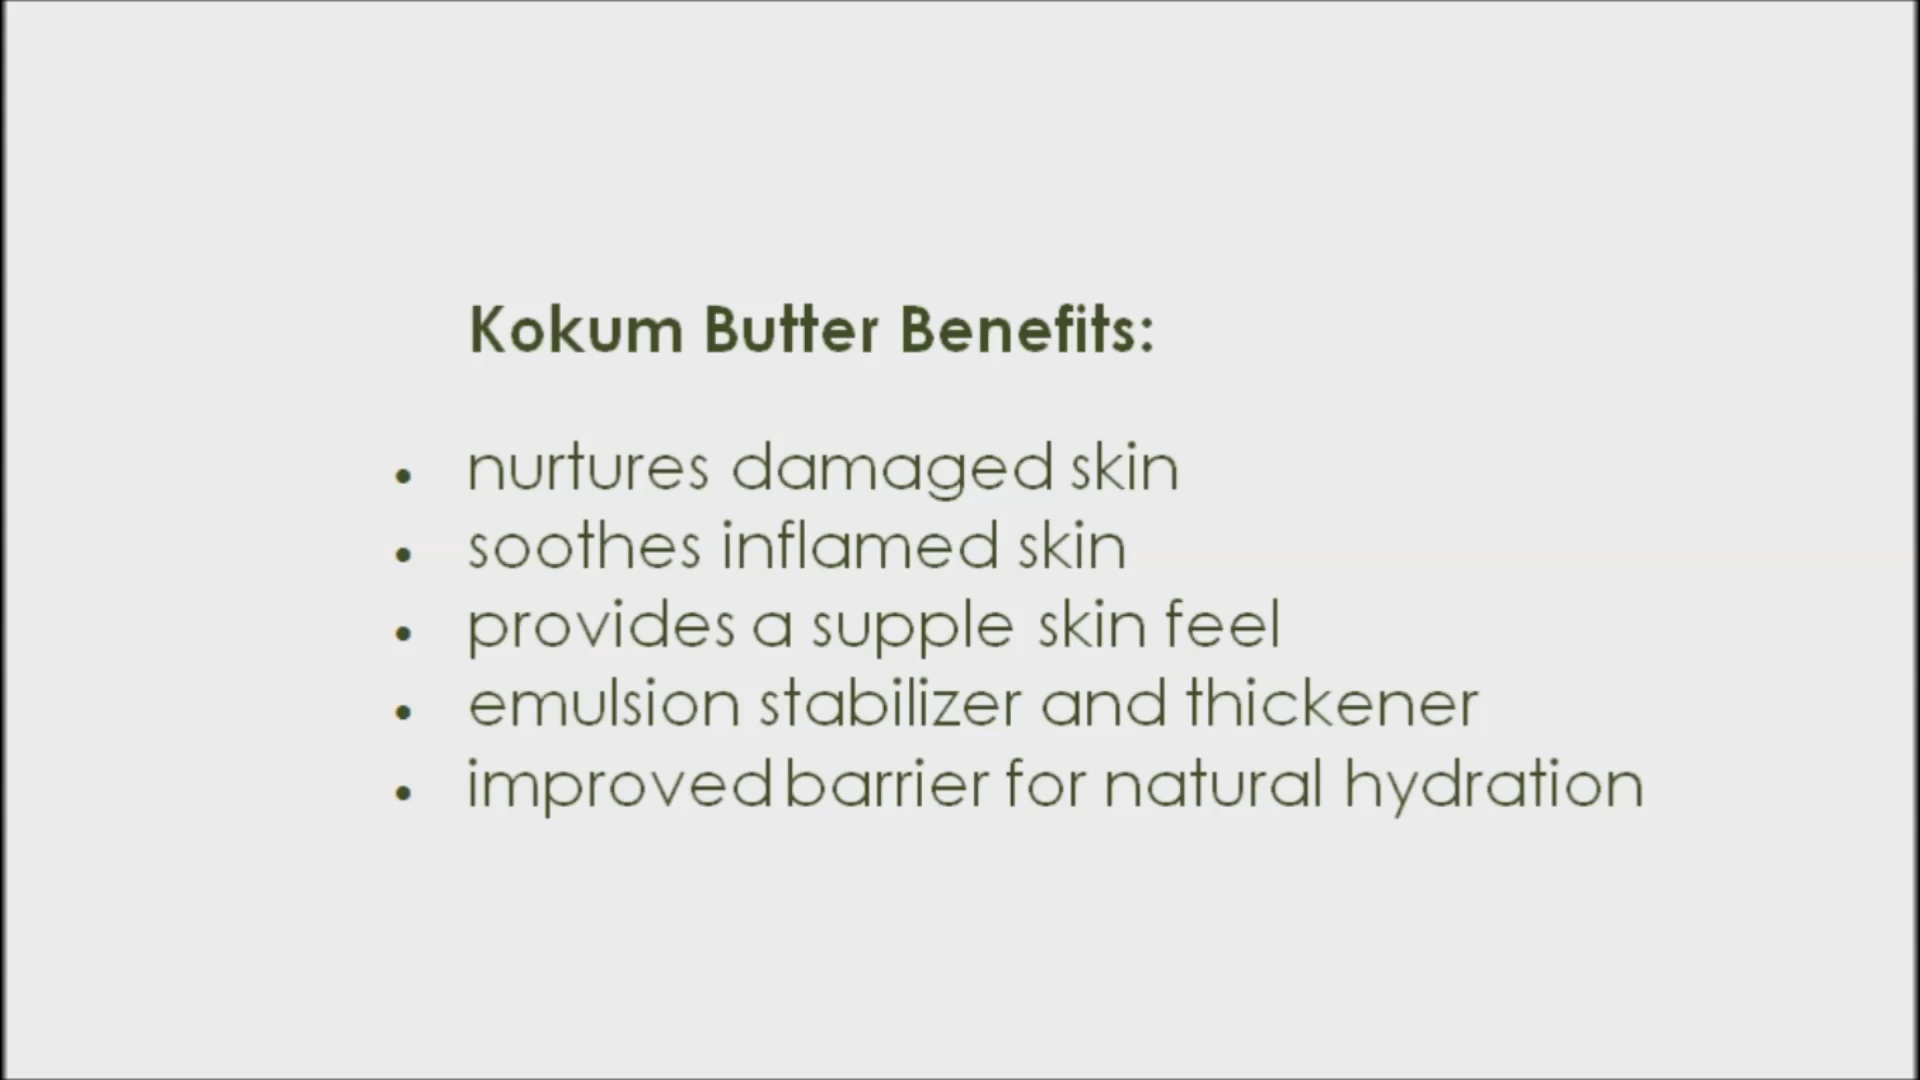 Kokum Butter Benefits:
• nurtures damaged skin
• soothes inflamed skin
• provides a supple skin feel
• emulsion stabilizer and thickener
• improved barrier for natural hydration